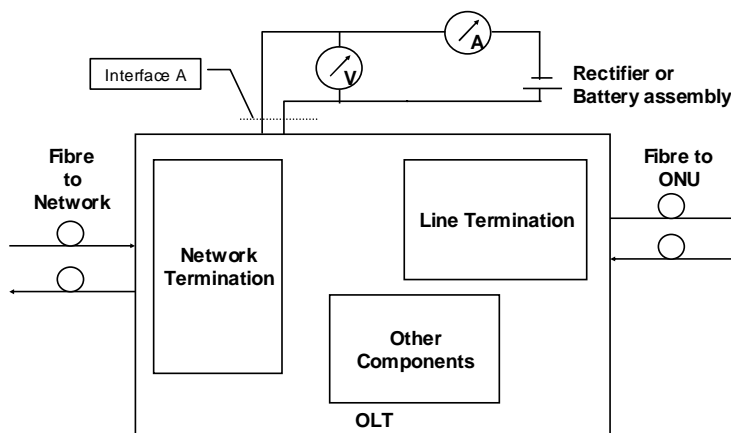 A
V
Interface A
Rectifier or
Battery assembly
Fibre
to
Network
Fibre to
ONU
Network
Termination
Line Termination
Other
Components
OLT